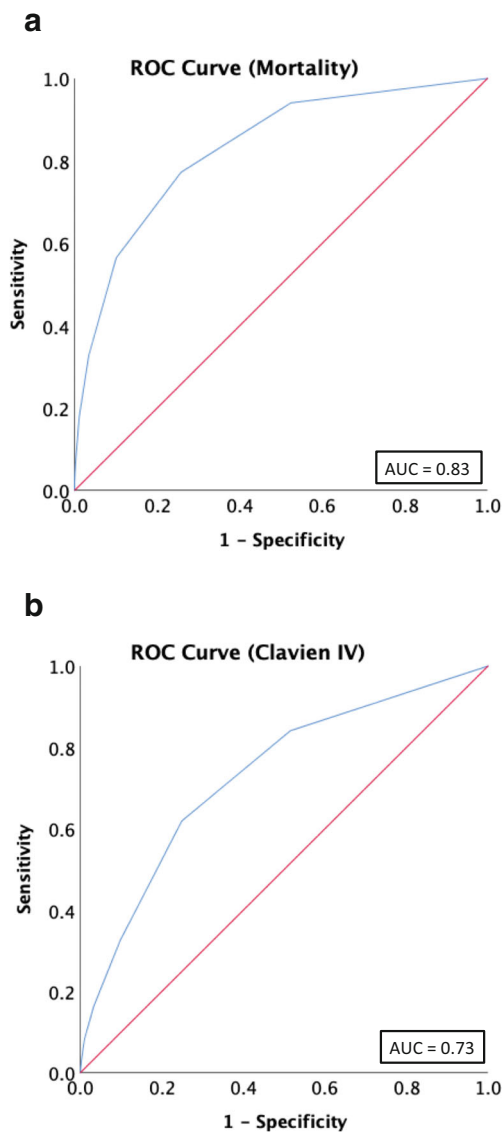 a
ROC Curve (Mortality)
1.0
0.8
0.6
0.4
0.2
0.0
Sensitivity
AUC = 0.83
0.0 0.2 0.4 0.6 0.8 1.0
1 – Specificity
b
ROC Curve (Clavien IV)
1.0
0.8
0.6
0.4
0.2
0.0
Sensitivity
AUC = 0.73
0.0 0.2 0.4 0.6 0.8 1.0
1 – Specificity